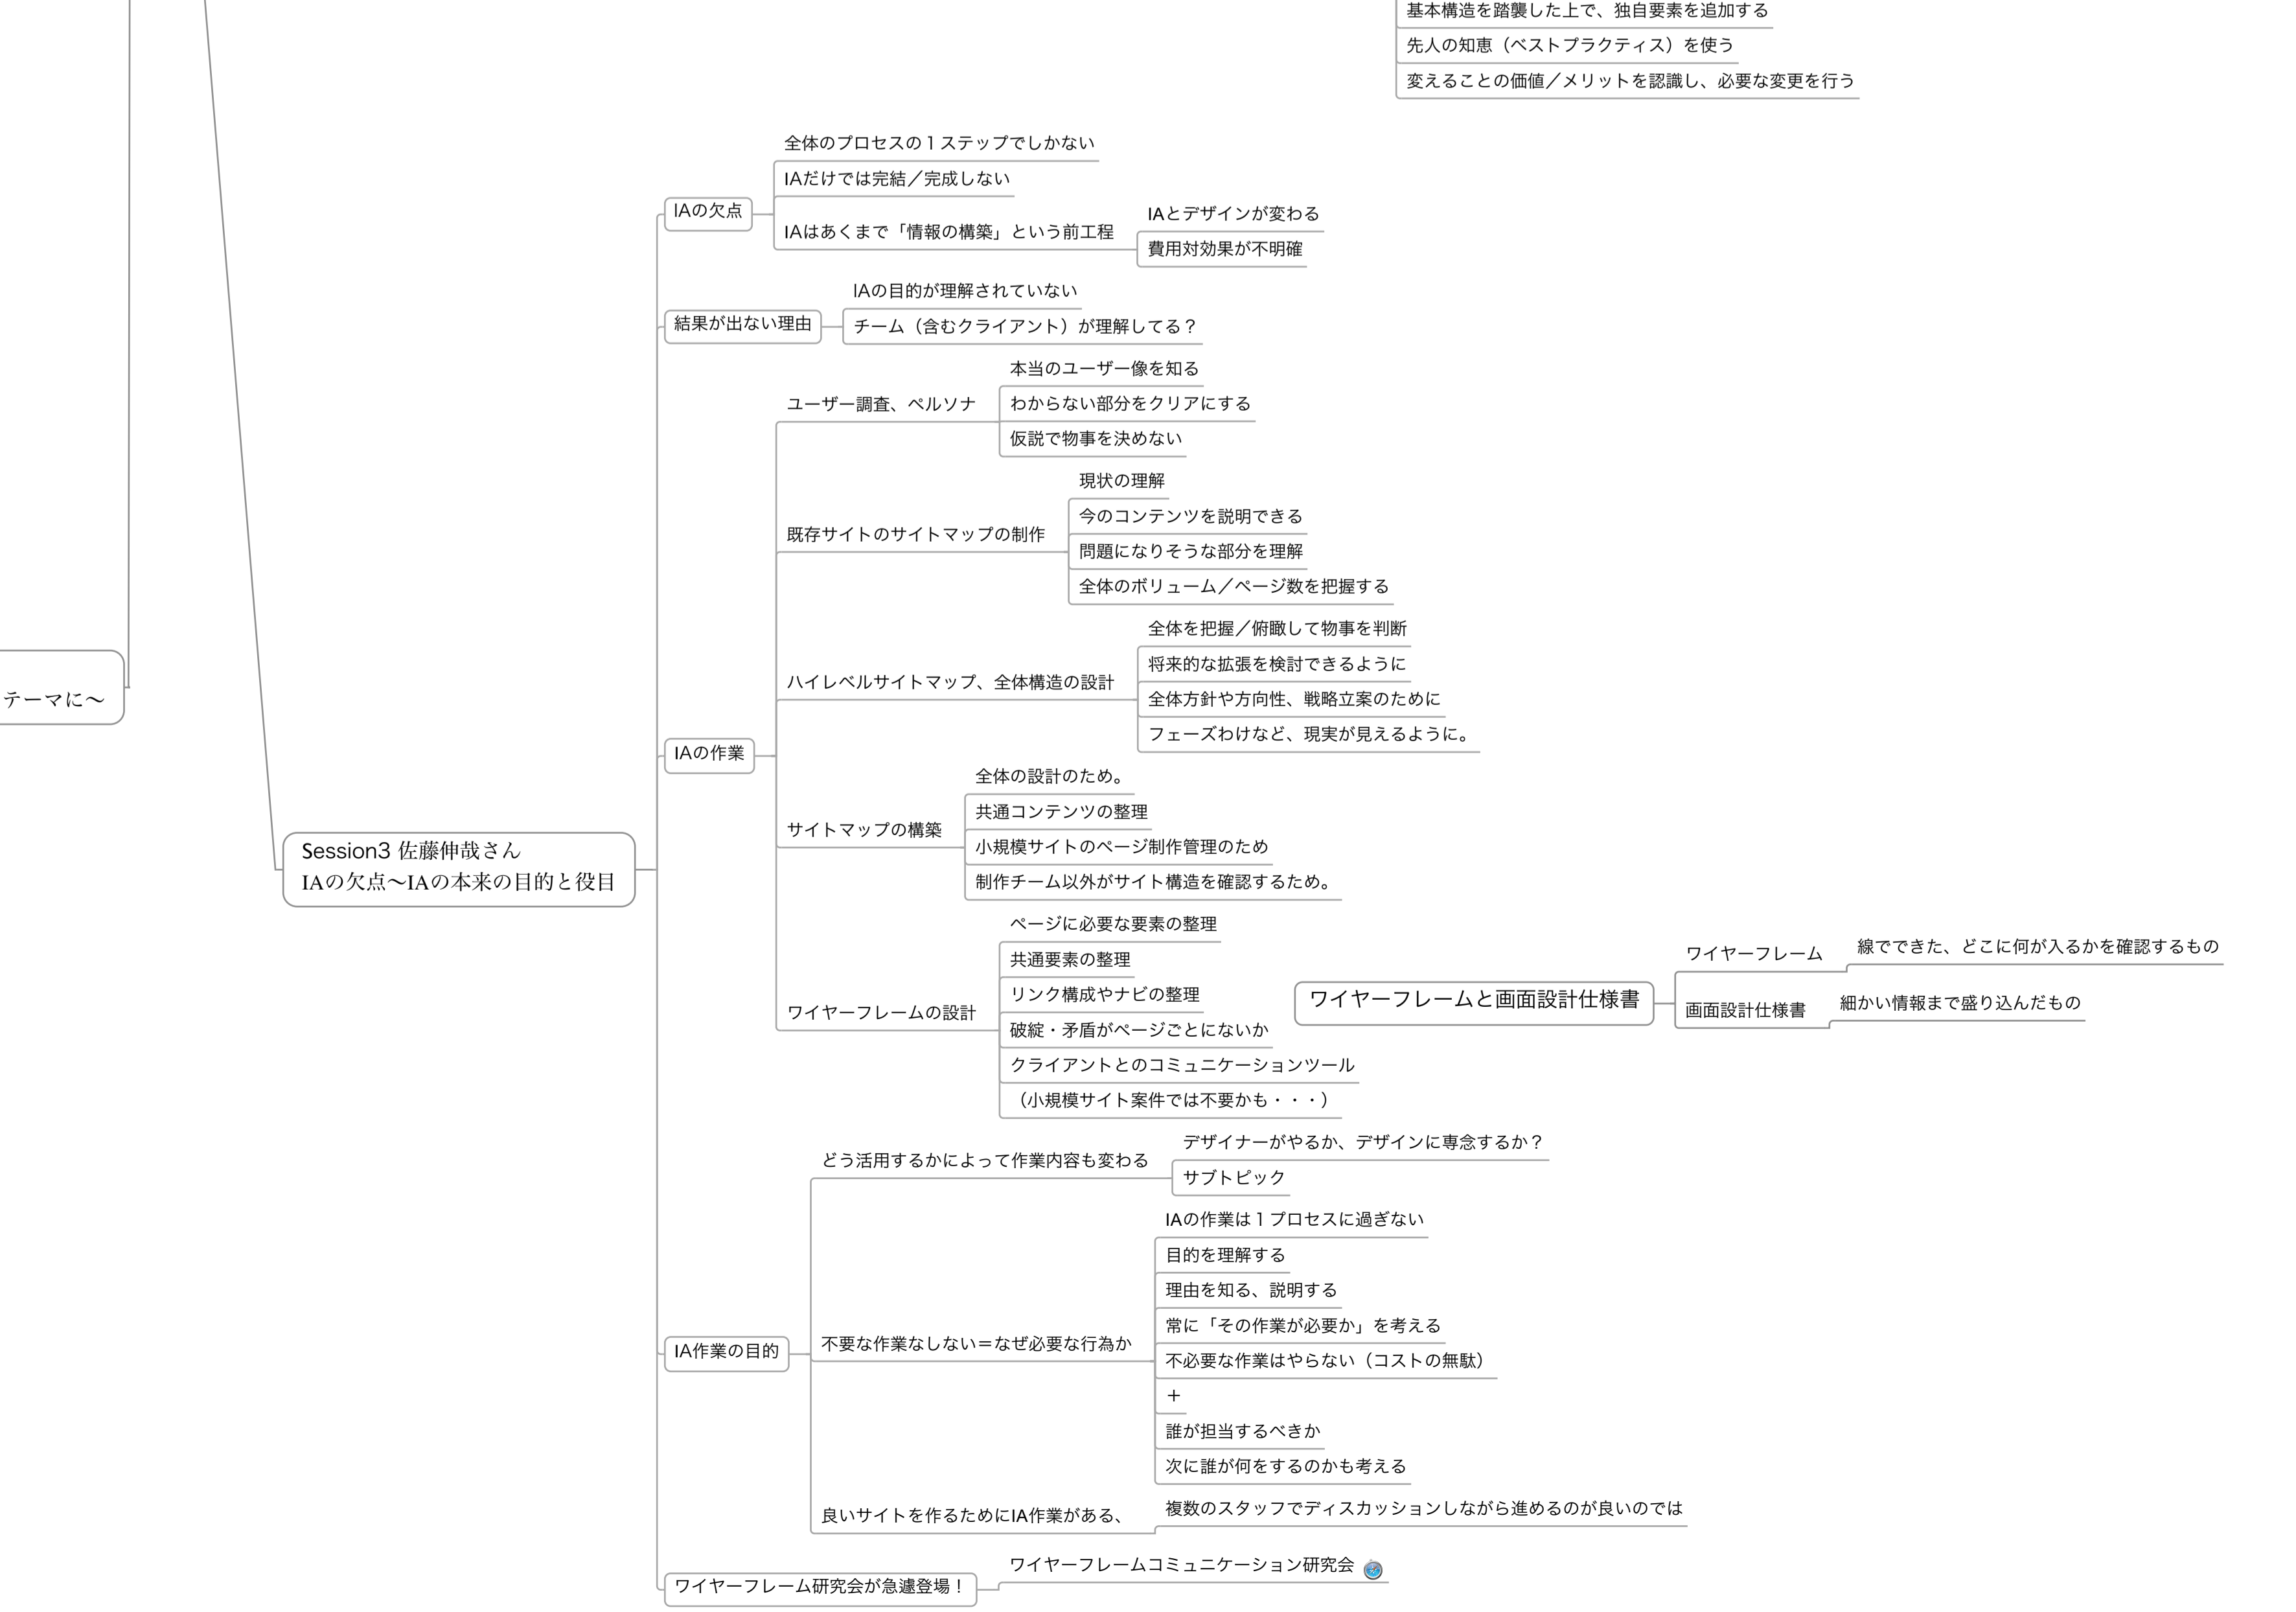 基本構造を踏襲した上で、独自要素を追加する
先人の知恵（ベストプラクティス）を使う
変えることの価値／メリットを認識し、必要な変更を行う
テーマに〜
Session3 佐藤伸哉さん
IAの欠点〜IAの本来の目的と役目
IAの欠点
全体のプロセスの１ステップでしかない
IAだけでは完結／完成しない
IAはあくまで「情報の構築」という前工程
IAとデザインが変わる
費用対効果が不明確
結果が出ない理由
IAの目的が理解されていない
チーム（含むクライアント）が理解してる？
IAの作業
ユーザー調査、ペルソナ
本当のユーザー像を知る
わからない部分をクリアにする
仮説で物事を決めない
既存サイトのサイトマップの制作
現状の理解
今のコンテンツを説明できる
問題になりそうな部分を理解
全体のボリューム／ページ数を把握する
ハイレベルサイトマップ、全体構造の設計
全体を把握／俯瞰して物事を判断
将来的な拡張を検討できるように
全体方針や方向性、戦略立案のために
フェーズわけなど、現実が見えるように。
サイトマップの構築
全体の設計のため。
共通コンテンツの整理
小規模サイトのページ制作管理のため
制作チーム以外がサイト構造を確認するため。
ワイヤーフレームの設計
ページに必要な要素の整理
共通要素の整理
リンク構成やナビの整理
破綻・矛盾がページごとにないか
クライアントとのコミュニケーションツール
（小規模サイト案件では不要かも・・・）
ワイヤーフレームと画面設計仕様書
ワイヤーフレーム
線でできた、どこに何が入るかを確認するもの
画面設計仕様書
細かい情報まで盛り込んだもの
IA作業の目的
どう活用するかによって作業内容も変わる
デザイナーがやるか、デザインに専念するか？
サブトピック
不要な作業なしない＝なぜ必要な行為か
IAの作業は１プロセスに過ぎない
目的を理解する
理由を知る、説明する
常に「その作業が必要か」を考える
不必要な作業はやらない（コストの無駄）
＋
誰が担当するべきか
次に誰が何をするのかも考える
良いサイトを作るためにIA作業がある、
複数のスタッフでディスカッションしながら進めるのが良いのでは
ワイヤーフレーム研究会が急遽登場！
ワイヤーフレームコミュニケーション研究会